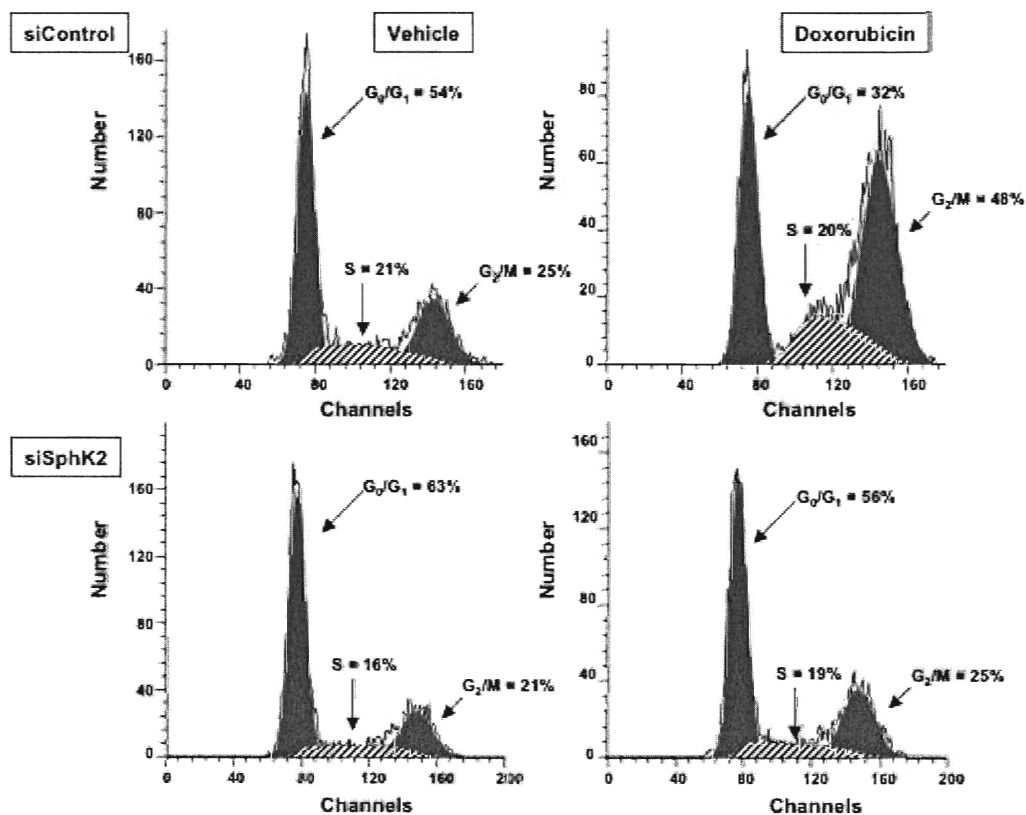 siControl
Vehicle
Doxorubicin
Number
160
120
80
40
0
G₀/G₁ = 54%
S = 21%
G₂/M = 25%
0 40 80 120 160
Channels
Number
80
60
40
20
0
G₀/G₁ = 32%
S = 20%
G₂/M = 48%
0 40 80 120 160
Channels
siSphK2
Number
160
120
80
40
0
G₀/G₁ = 63%
S = 16%
G₂/M = 21%
0 40 80 120 160 200
Channels
Number
160
120
80
40
0
G₀/G₁ = 56%
S = 19%
G₂/M = 25%
0 40 80 120 160 200
Channels